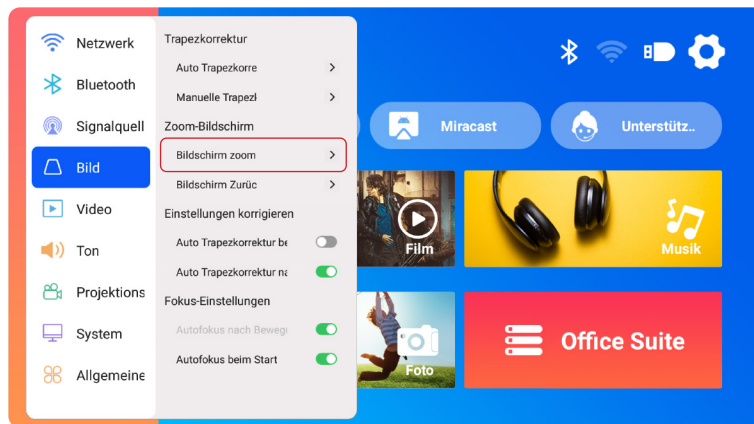 Netzwerk
Bluetooth
Signalquell
Bild
Video
Ton
Projektions
System
Allgemeine
Trapezkorrektur
Auto Trapezkorre
Manuelle Trapezk
Zoom-Bildschirm
Bildschirm zoom
Bildschirm Zurüc
Einstellungen korrigieren
Auto Trapezkorrektur be
Auto Trapezkorrektur na
Fokus-Einstellungen
Autofokus nach Bewegu
Autofokus beim Start
Miracast
Unterstütz..
Film
Musik
Foto
Office Suite